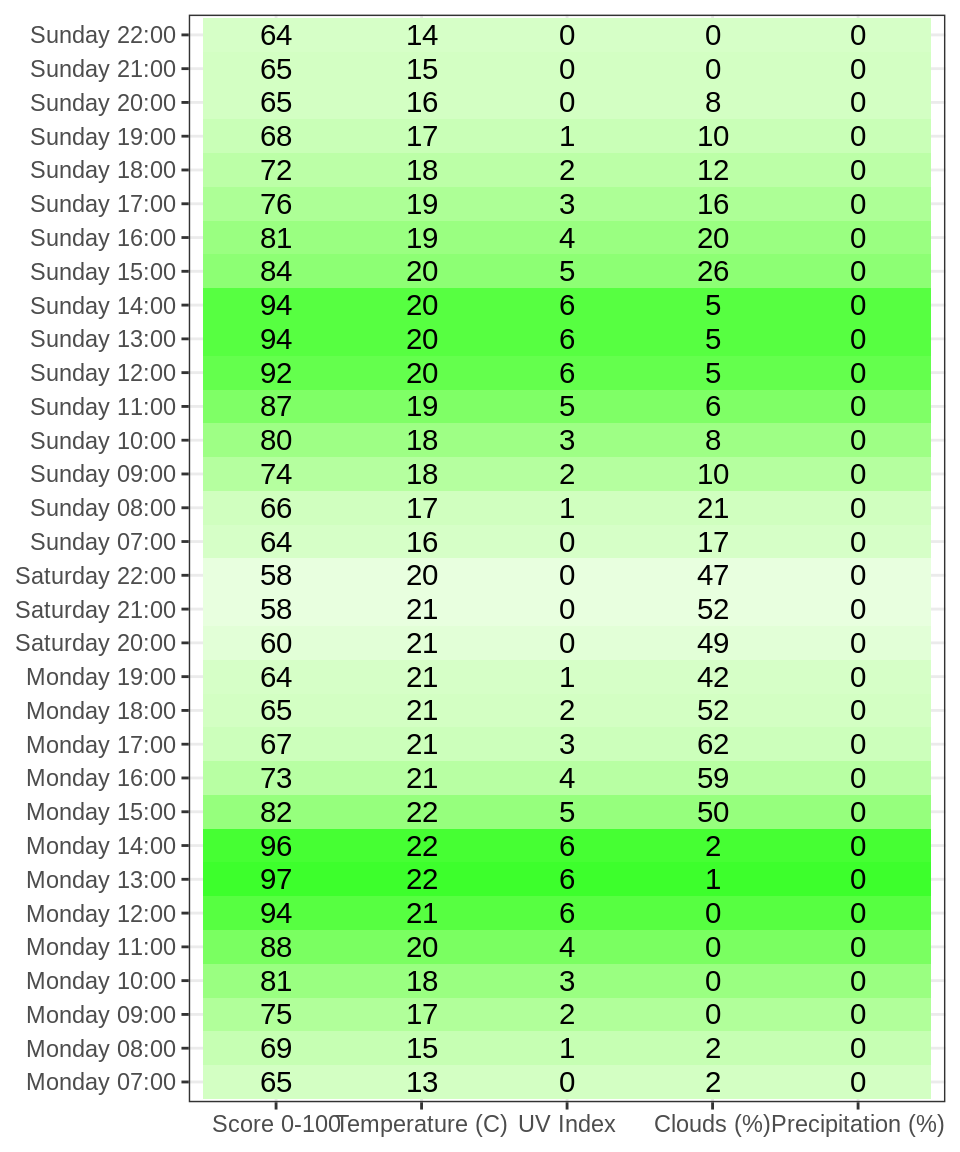 Sunday 22:00 64 14 0 0 0
Sunday 21:00 65 15 0 0 0
Sunday 20:00 65 16 0 8 0
Sunday 19:00 68 17 1 10 0
Sunday 18:00 72 18 2 12 0
Sunday 17:00 76 19 3 16 0
Sunday 16:00 81 19 4 20 0
Sunday 15:00 84 20 5 26 0
Sunday 14:00 94 20 6 5 0
Sunday 13:00 94 20 6 5 0
Sunday 12:00 92 20 6 5 0
Sunday 11:00 87 19 5 6 0
Sunday 10:00 80 18 3 8 0
Sunday 09:00 74 18 2 10 0
Sunday 08:00 66 17 1 21 0
Sunday 07:00 64 16 0 17 0
Saturday 22:00 58 20 0 47 0
Saturday 21:00 58 21 0 52 0
Saturday 20:00 60 21 0 49 0
Monday 19:00 64 21 1 42 0
Monday 18:00 65 21 2 52 0
Monday 17:00 67 21 3 62 0
Monday 16:00 73 21 4 59 0
Monday 15:00 82 22 5 50 0
Monday 14:00 96 22 6 2 0
Monday 13:00 97 22 6 1 0
Monday 12:00 94 21 6 0 0
Monday 11:00 88 20 4 0 0
Monday 10:00 81 18 3 0 0
Monday 09:00 75 17 2 0 0
Monday 08:00 69 15 1 2 0
Monday 07:00 65 13 0 2 0
Score 0-100 Temperature (C) UV Index Clouds (%) Precipitation (%)